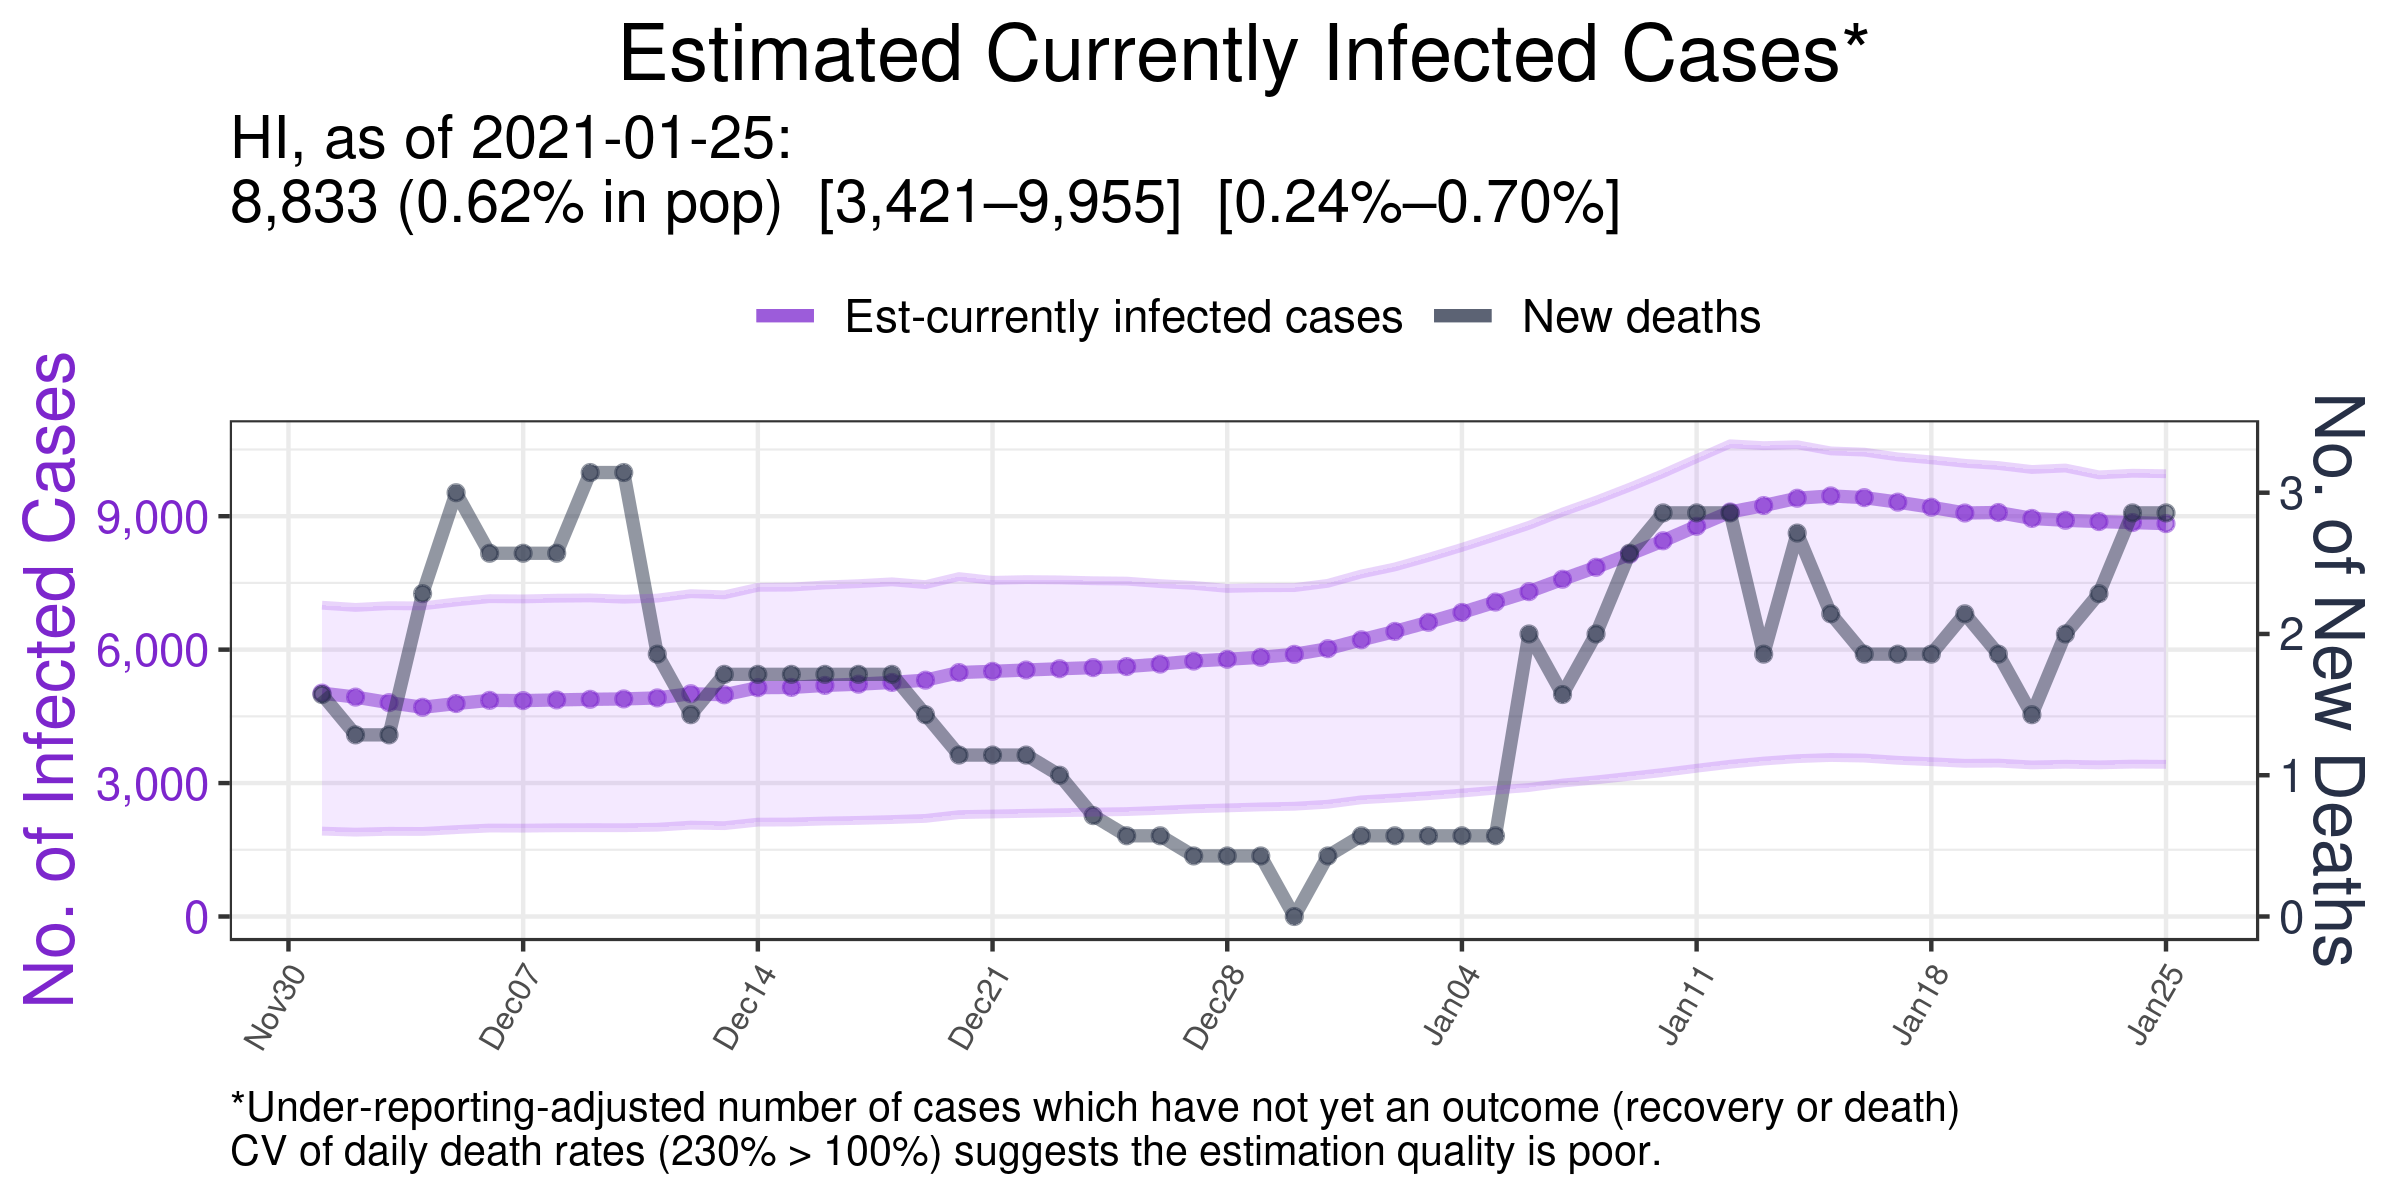 Estimated Currently Infected Cases*
HI, as of 2021-01-25:
8,833 (0.62% in pop)  [3,421–9,955]  [0.24%–0.70%]
Est-currently infected cases
New deaths
No. of Infected Cases
9,000
6,000
3,000
0
No. of New Deaths
3
2
1
0
Nov30
Dec07
Dec14
Dec21
Dec28
Jan04
Jan11
Jan18
Jan25
*Under-reporting-adjusted number of cases which have not yet an outcome (recovery or death)
CV of daily death rates (230% > 100%) suggests the estimation quality is poor.